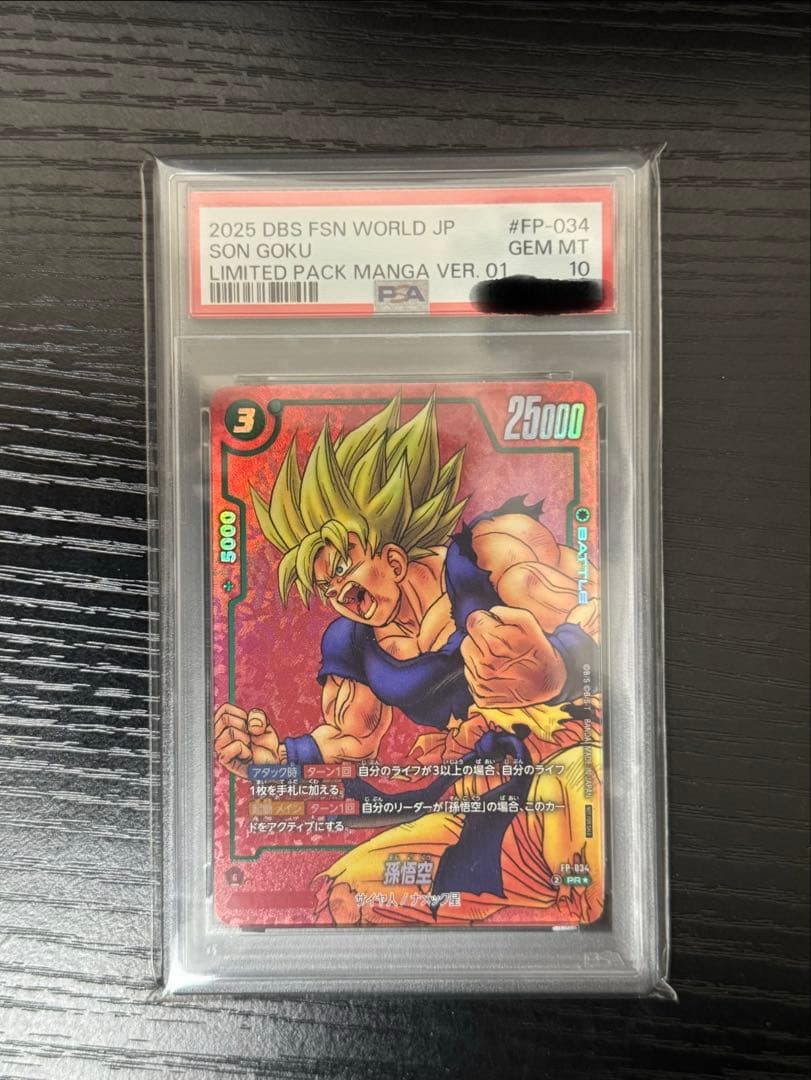 2025 DBS FSN WORLD JP #FP-034
SON GOKU GEM MT
LIMITED PACK MANGA VER. 01 10
PSA
3
25000
+5000
BATTLE
アタック時 ターン1回 自分のライフが3以上の場合、自分のライフ
1枚を手札に加える。
起動メイン ターン1回 自分のリーダーが「孫悟空」の場合、このカー
ドをアクティブにする。
FP-034
孫悟空
2 PR★
サイヤ人/ナメック星